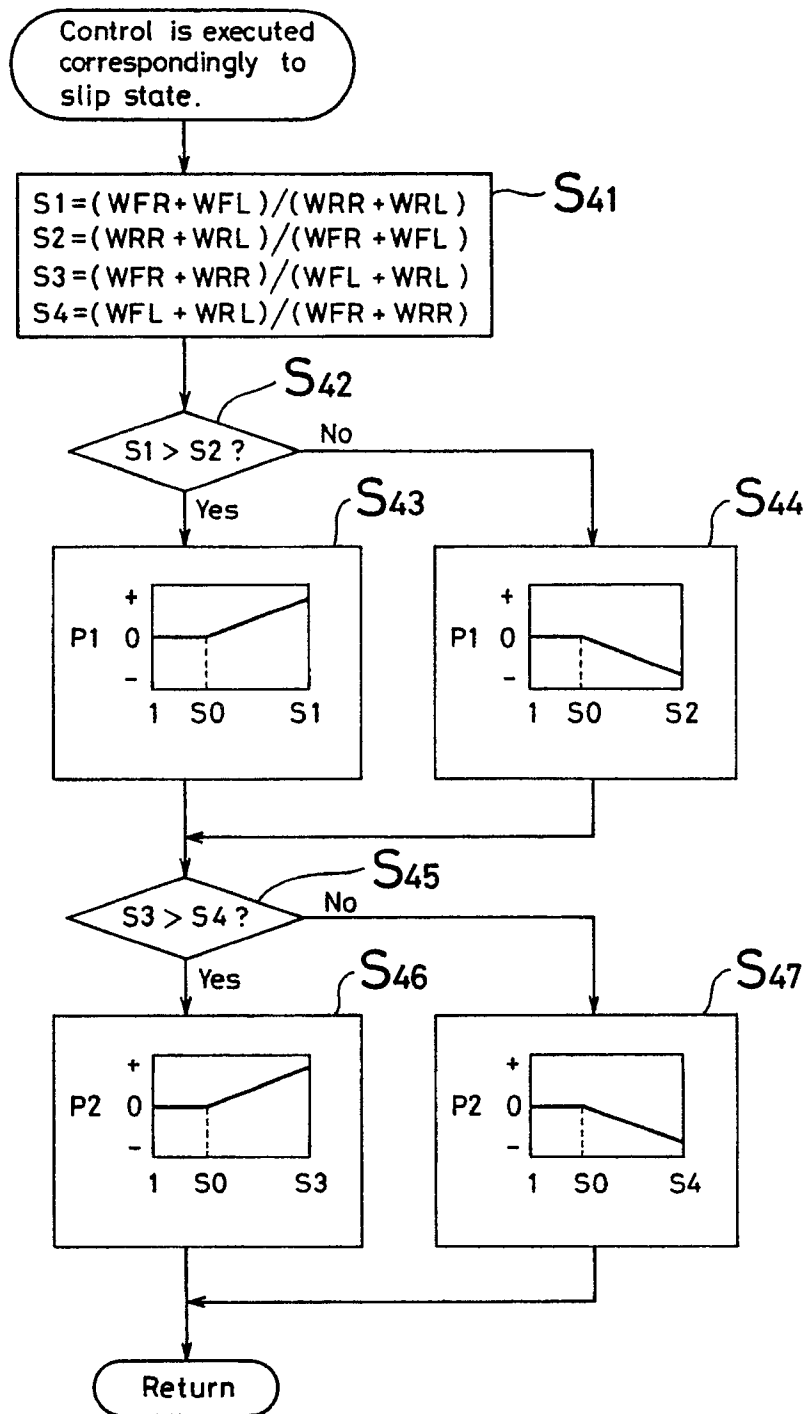 Control is executed
correspondingly to
slip state.
S41
S1=(WFR+WFL)/(WRR+WRL)
S2=(WRR+WRL)/(WFR+WFL)
S3=(WFR+WRR)/(WFL+WRL)
S4=(WFL+WRL)/(WFR+WRR)
S42
S1 > S2 ?
No
Yes
S43
+
P1 0
-
1 S0 S1
S44
+
P1 0
-
1 S0 S2
S45
S3 > S4 ?
No
Yes
S46
+
P2 0
-
1 S0 S3
S47
+
P2 0
-
1 S0 S4
Return